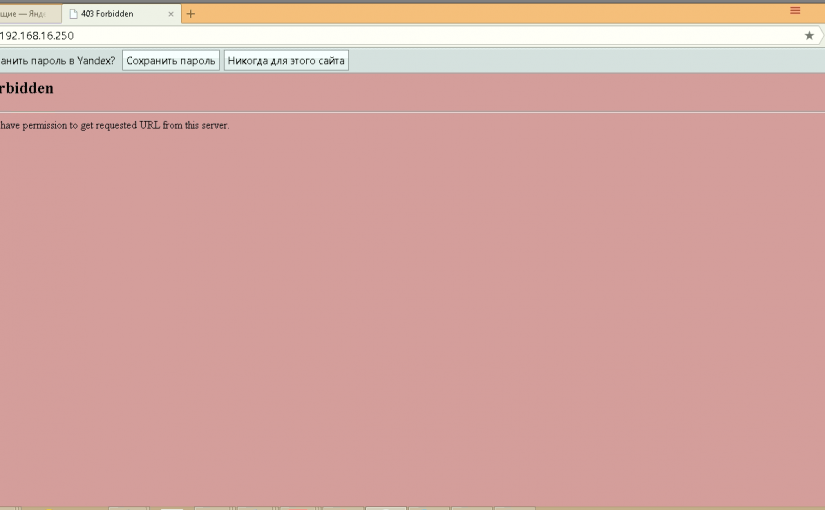 щие — Янд
403 Forbidden
192.168.16.250
анить пароль в Yandex? Сохранить пароль Никогда для этого сайта
rbidden
have permission to get requested URL from this server.